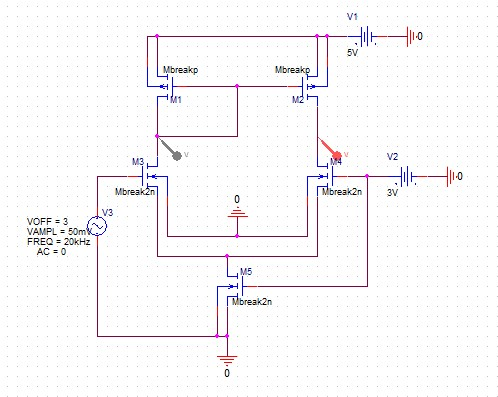 V1
0
5V
Mbreakp
Mbreakp
M1
M2
V
V
M3
M4
V2
0
Mbreak2n
Mbreak2n
3V
0
V3
VOFF = 3
VAMPL = 50mV
FREQ = 20kHz
AC = 0
M5
Mbreak2n
0